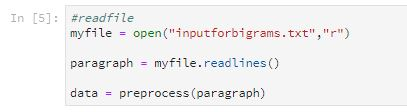 In [5]: #readfile
myfile = open("inputforbigrams.txt","r")
paragraph = myfile.readlines()
data = preprocess(paragraph)